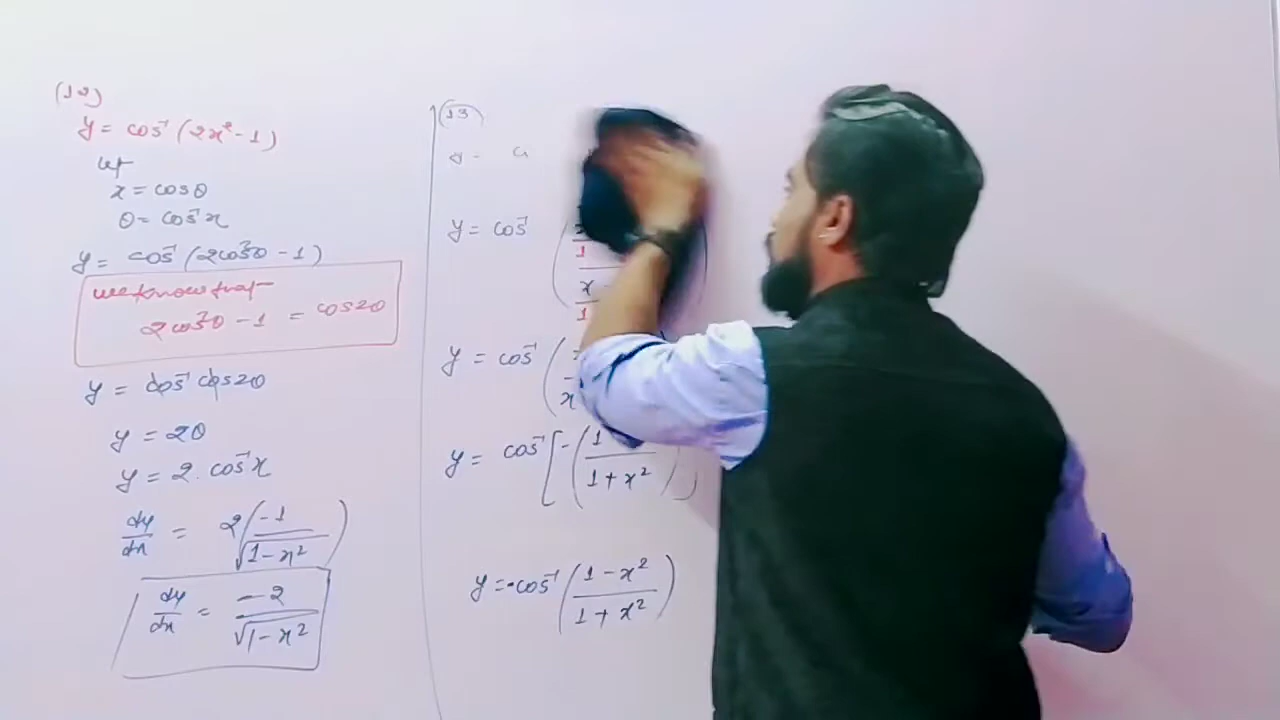 (12)
y = cos⁻¹ (2x² - 1)
let
x = cosθ
θ = cos⁻¹ x
y = cos⁻¹ (2cos²θ - 1)
we know that
2cos²θ - 1 = cos2θ
y = cos⁻¹ cos2θ
y = 2θ
y = 2 . cos⁻¹ x
dy/dx = 2(-1/√1-x²)
dy/dx = -2/√1-x²
(13)
y = cos⁻¹
y = cos⁻¹ (
y = cos⁻¹ [-(1 / 1 + x²)]
y = -cos⁻¹ (1 - x² / 1 + x²)